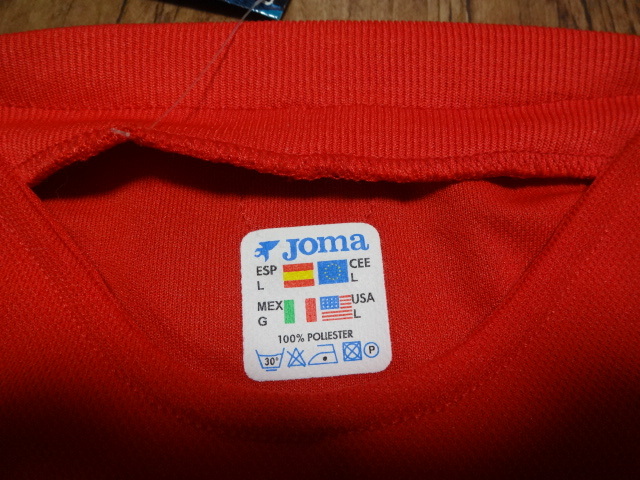 Joma
ESP CEE
L L
MEX USA
G L
100% POLIESTER
30° P